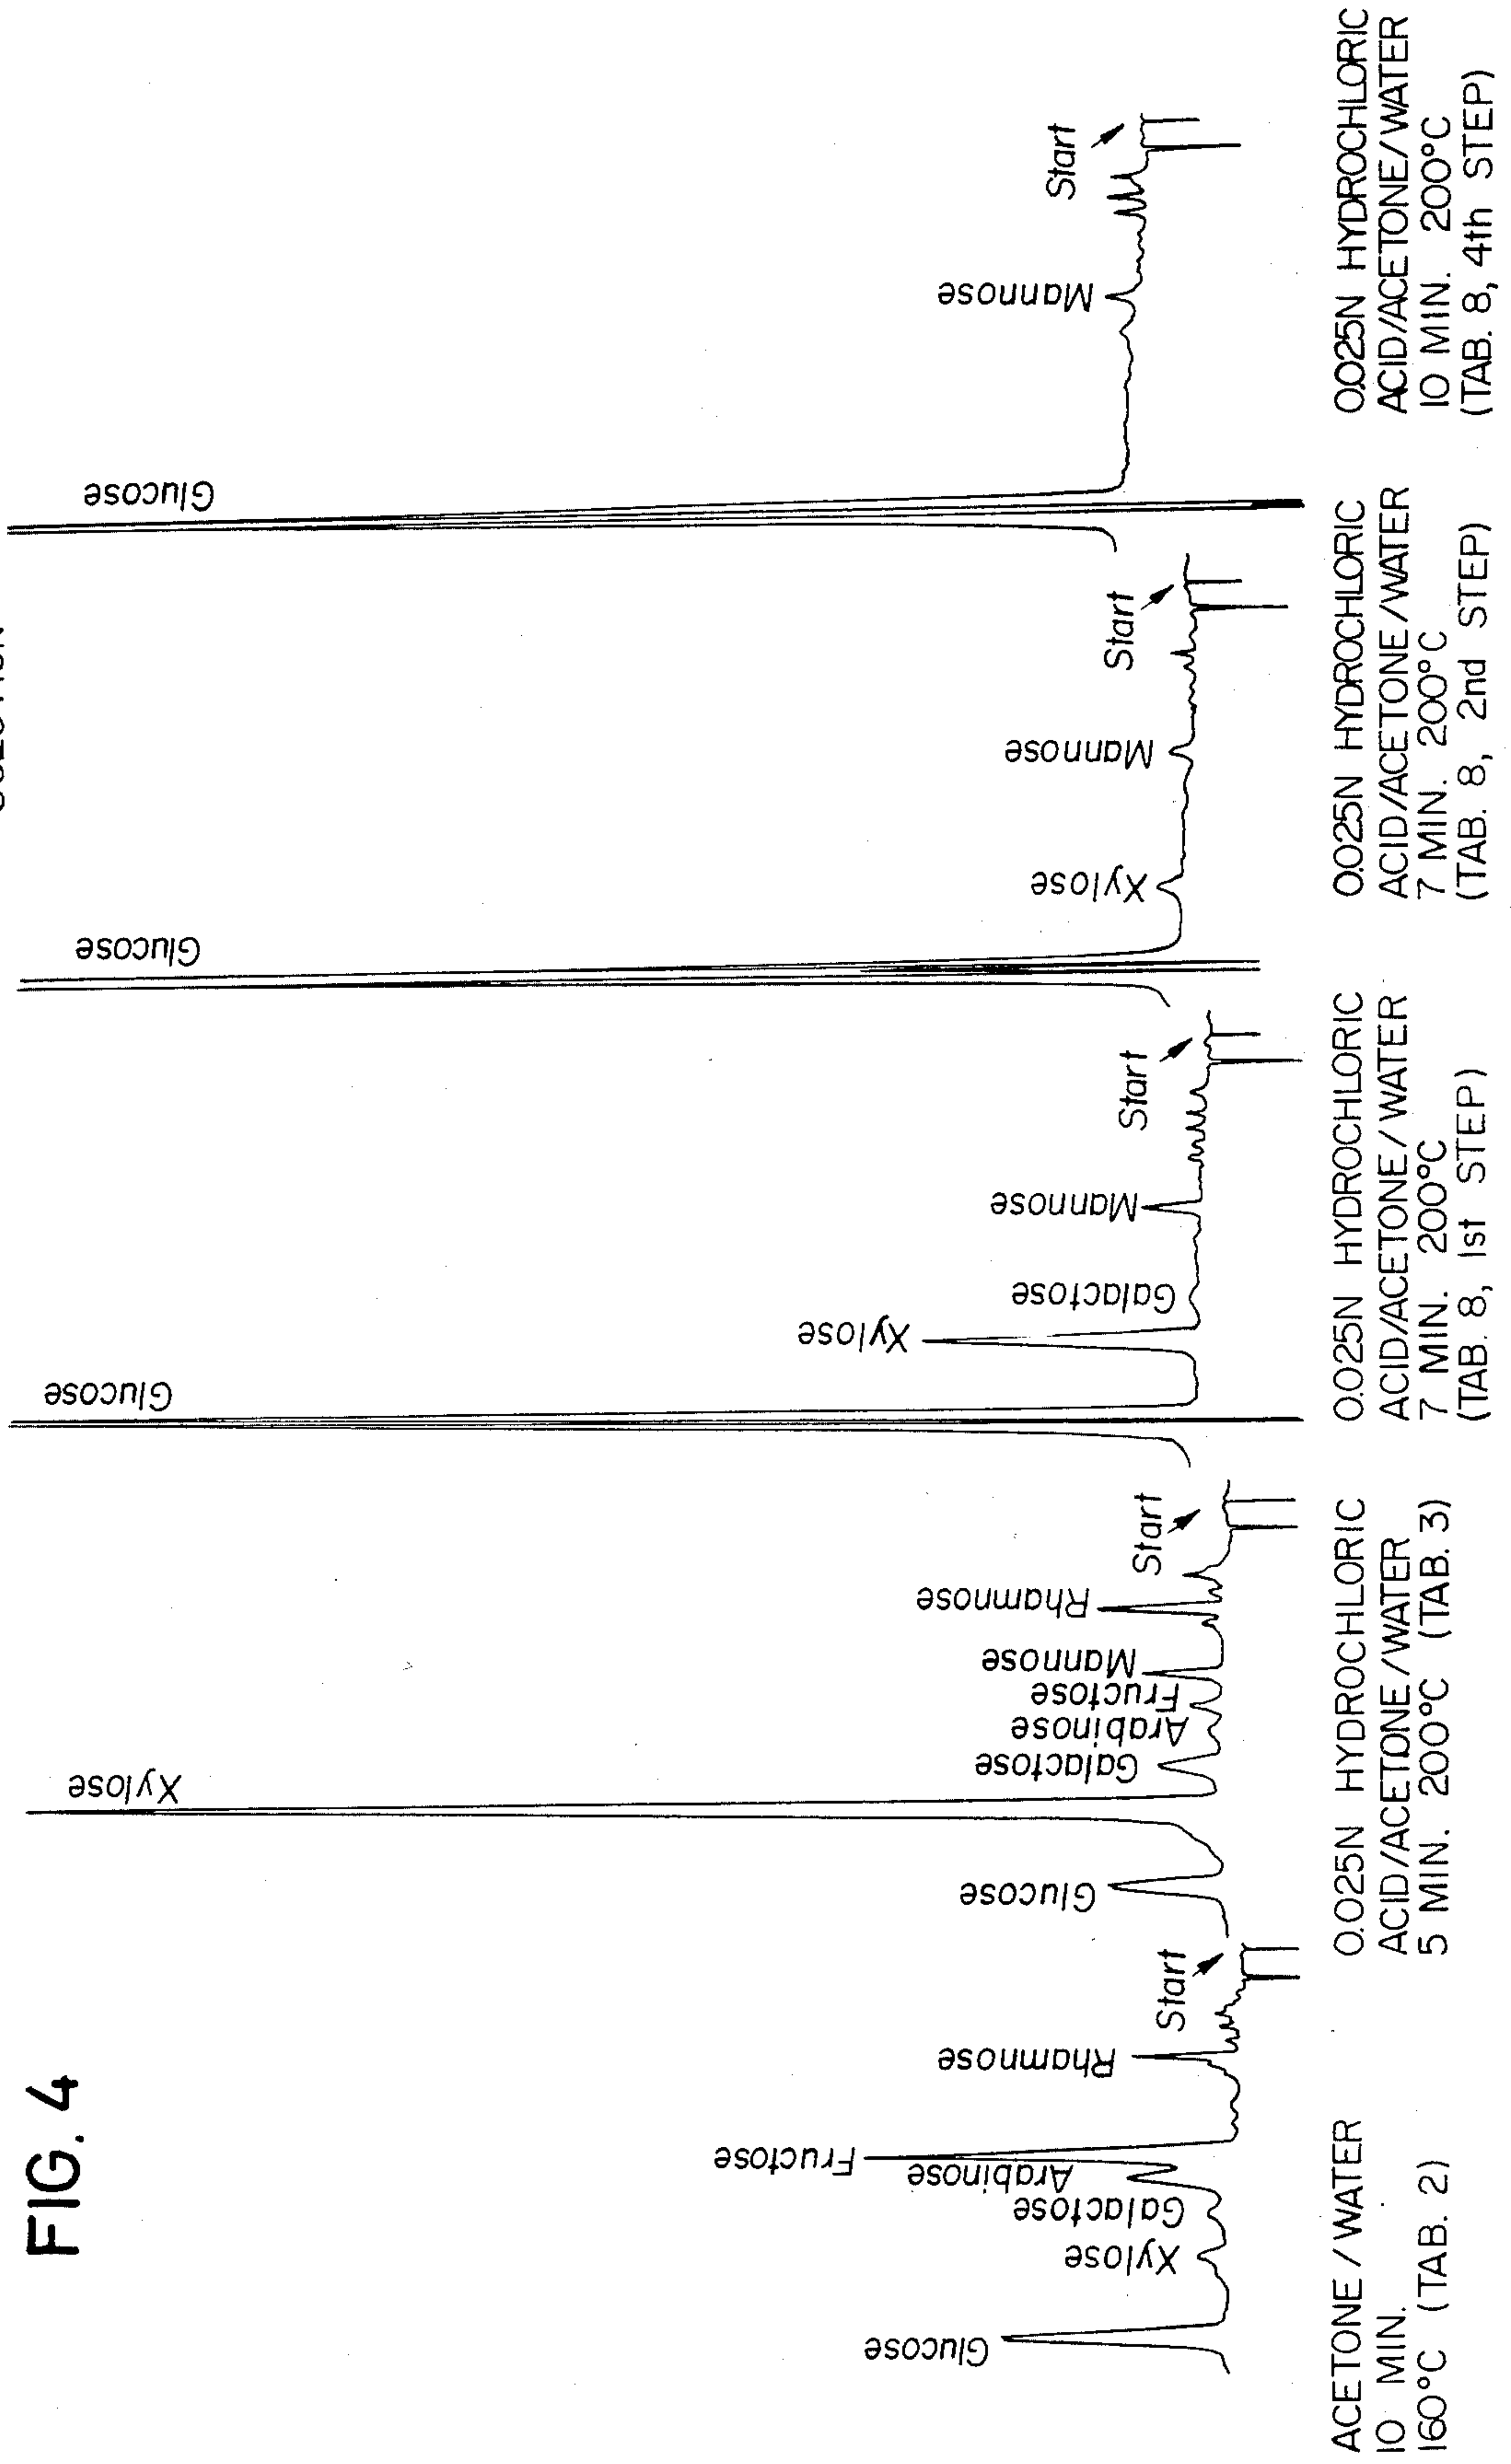 FIG. 4
Glucose
Xylose
Galactose
Arabinose
Fructose
Rhamnose
Start
ACETONE / WATER
10 MIN.
160°C (TAB. 2)
Glucose
Xylose
Galactose
Arabinose
Fructose
Mannose
Rhamnose
Start
0.025N HYDROCHLORIC
ACID/ACETONE/WATER
5 MIN. 200°C (TAB. 3)
Glucose
Xylose
Galactose
Mannose
Start
0.025N HYDROCHLORIC
ACID/ACETONE/WATER
7 MIN. 200°C
(TAB. 8, 1st STEP)
Glucose
Xylose
Mannose
Start
0.025N HYDROCHLORIC
ACID/ACETONE/WATER
7 MIN. 200°C
(TAB. 8, 2nd STEP)
Glucose
Mannose
Start
0.025N HYDROCHLORIC
ACID/ACETONE/WATER
10 MIN. 200°C
(TAB. 8, 4th STEP)